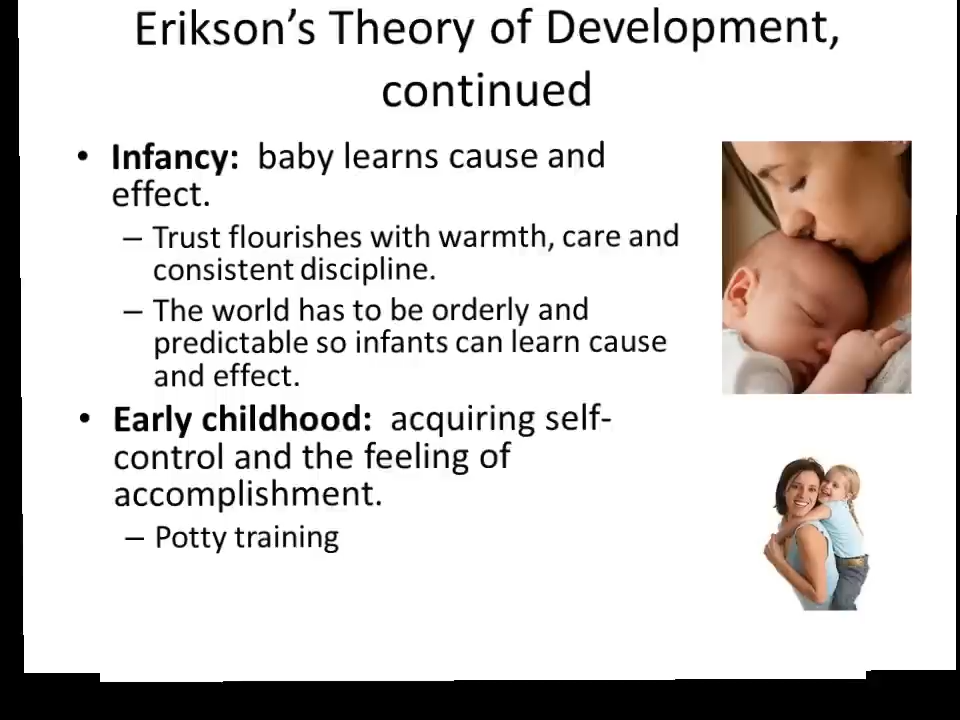 Erikson’s Theory of Development,
continued
• Infancy: baby learns cause and
effect.
– Trust flourishes with warmth, care and
consistent discipline.
– The world has to be orderly and
predictable so infants can learn cause
and effect.
• Early childhood: acquiring self-
control and the feeling of
accomplishment.
– Potty training